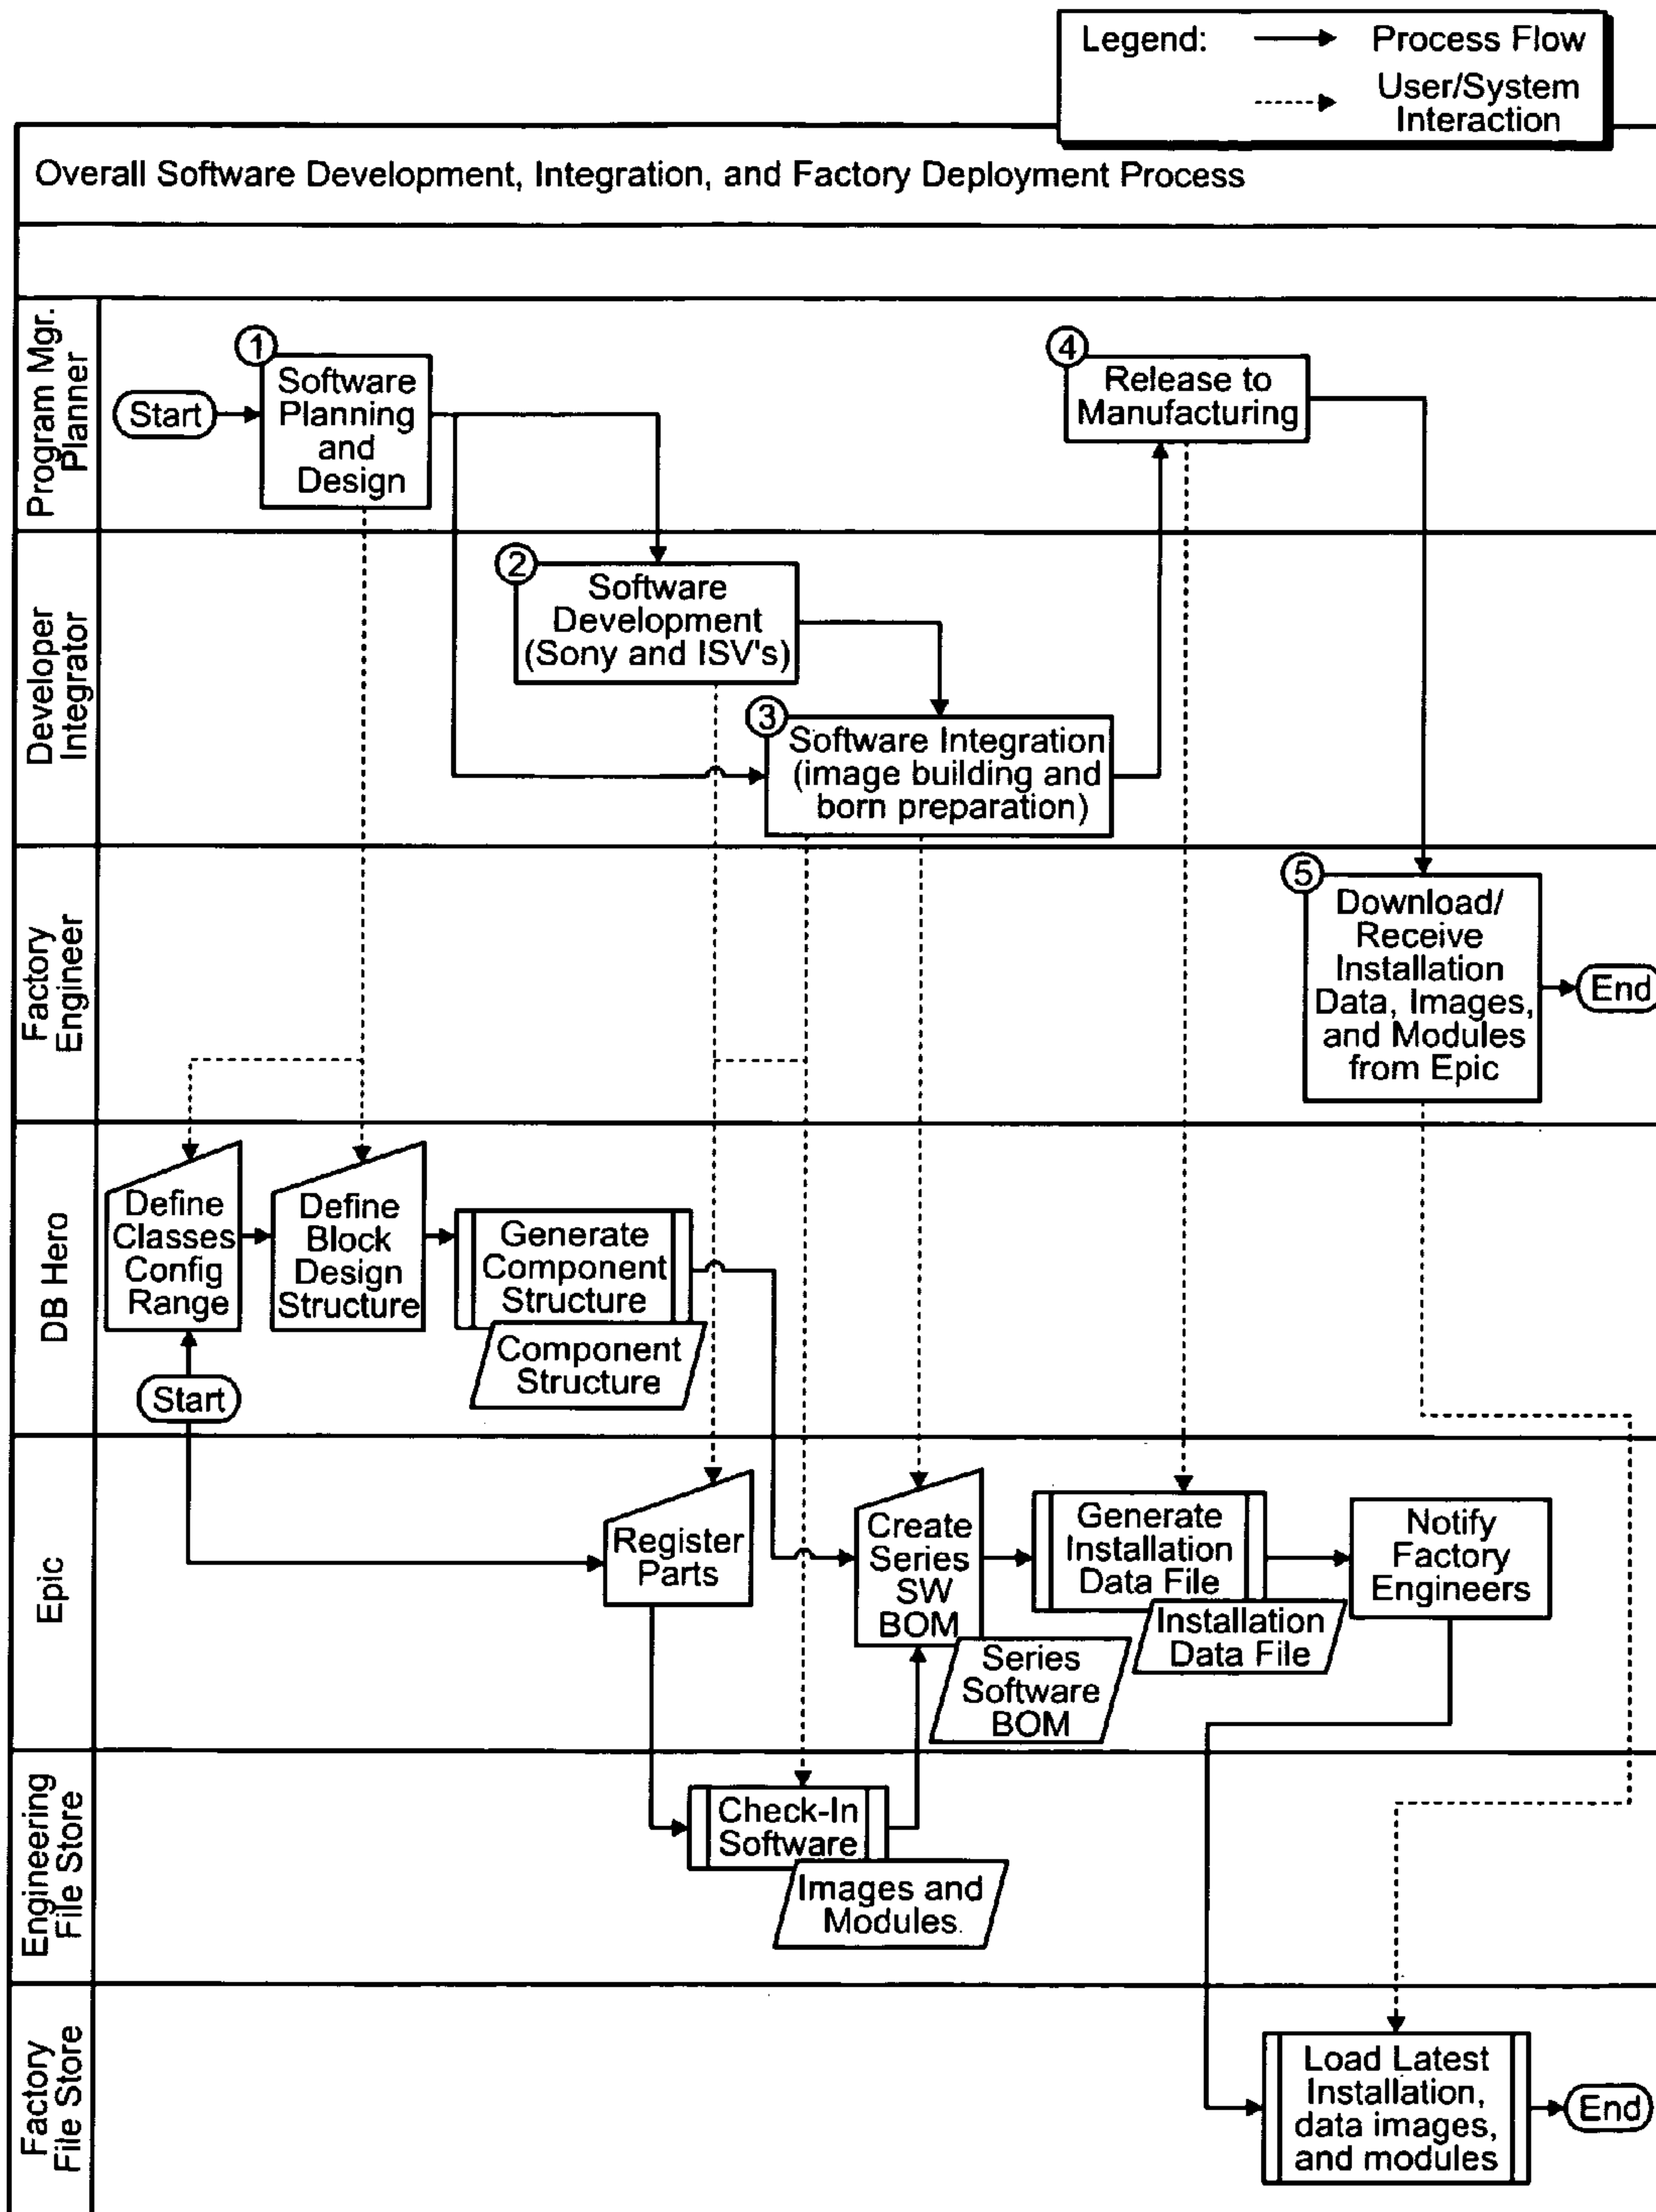 Legend:
Process Flow
User/System
Interaction
Overall Software Development, Integration, and Factory Deployment Process
Program Mgr.
Planner
Start
1
Software
Planning
and
Design
4
Release to
Manufacturing
Developer
Integrator
2
Software
Development
(Sony and ISV's)
3
Software Integration
(image building and
born preparation)
Factory
Engineer
5
Download/
Receive
Installation
Data, Images,
and Modules
from Epic
End
DB Hero
Define
Classes
Config
Range
Define
Block
Design
Structure
Generate
Component
Structure
Component
Structure
Start
Epic
Register
Parts
Create
Series
SW
BOM
Series
Software
BOM
Generate
Installation
Data File
Installation
Data File
Notify
Factory
Engineers
Engineering
File Store
Check-In
Software
Images and
Modules.
Factory
File Store
Load Latest
Installation,
data images,
and modules
End